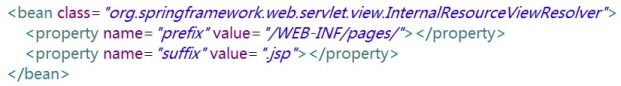 <bean class="org.springframework.web.servlet.view.InternalResourceViewResolver">
<property name="prefix" value="/WEB-INF/pages/"></property>
<property name="suffix" value=".jsp"></property>
</bean>